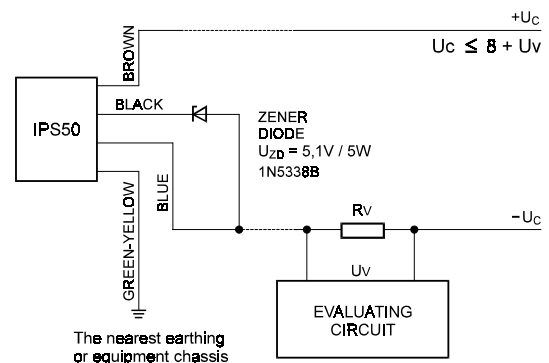 +UC
Uc ≤ 8 + Uv
BROWN
BLACK
IPS50
ZENER
DIODE
UZD = 5,1V / 5W
1N5338B
BLUE
GREEN-YELLOW
RV
−UC
UV
EVALUATING
CIRCUIT
The nearest earthing
or equipment chassis